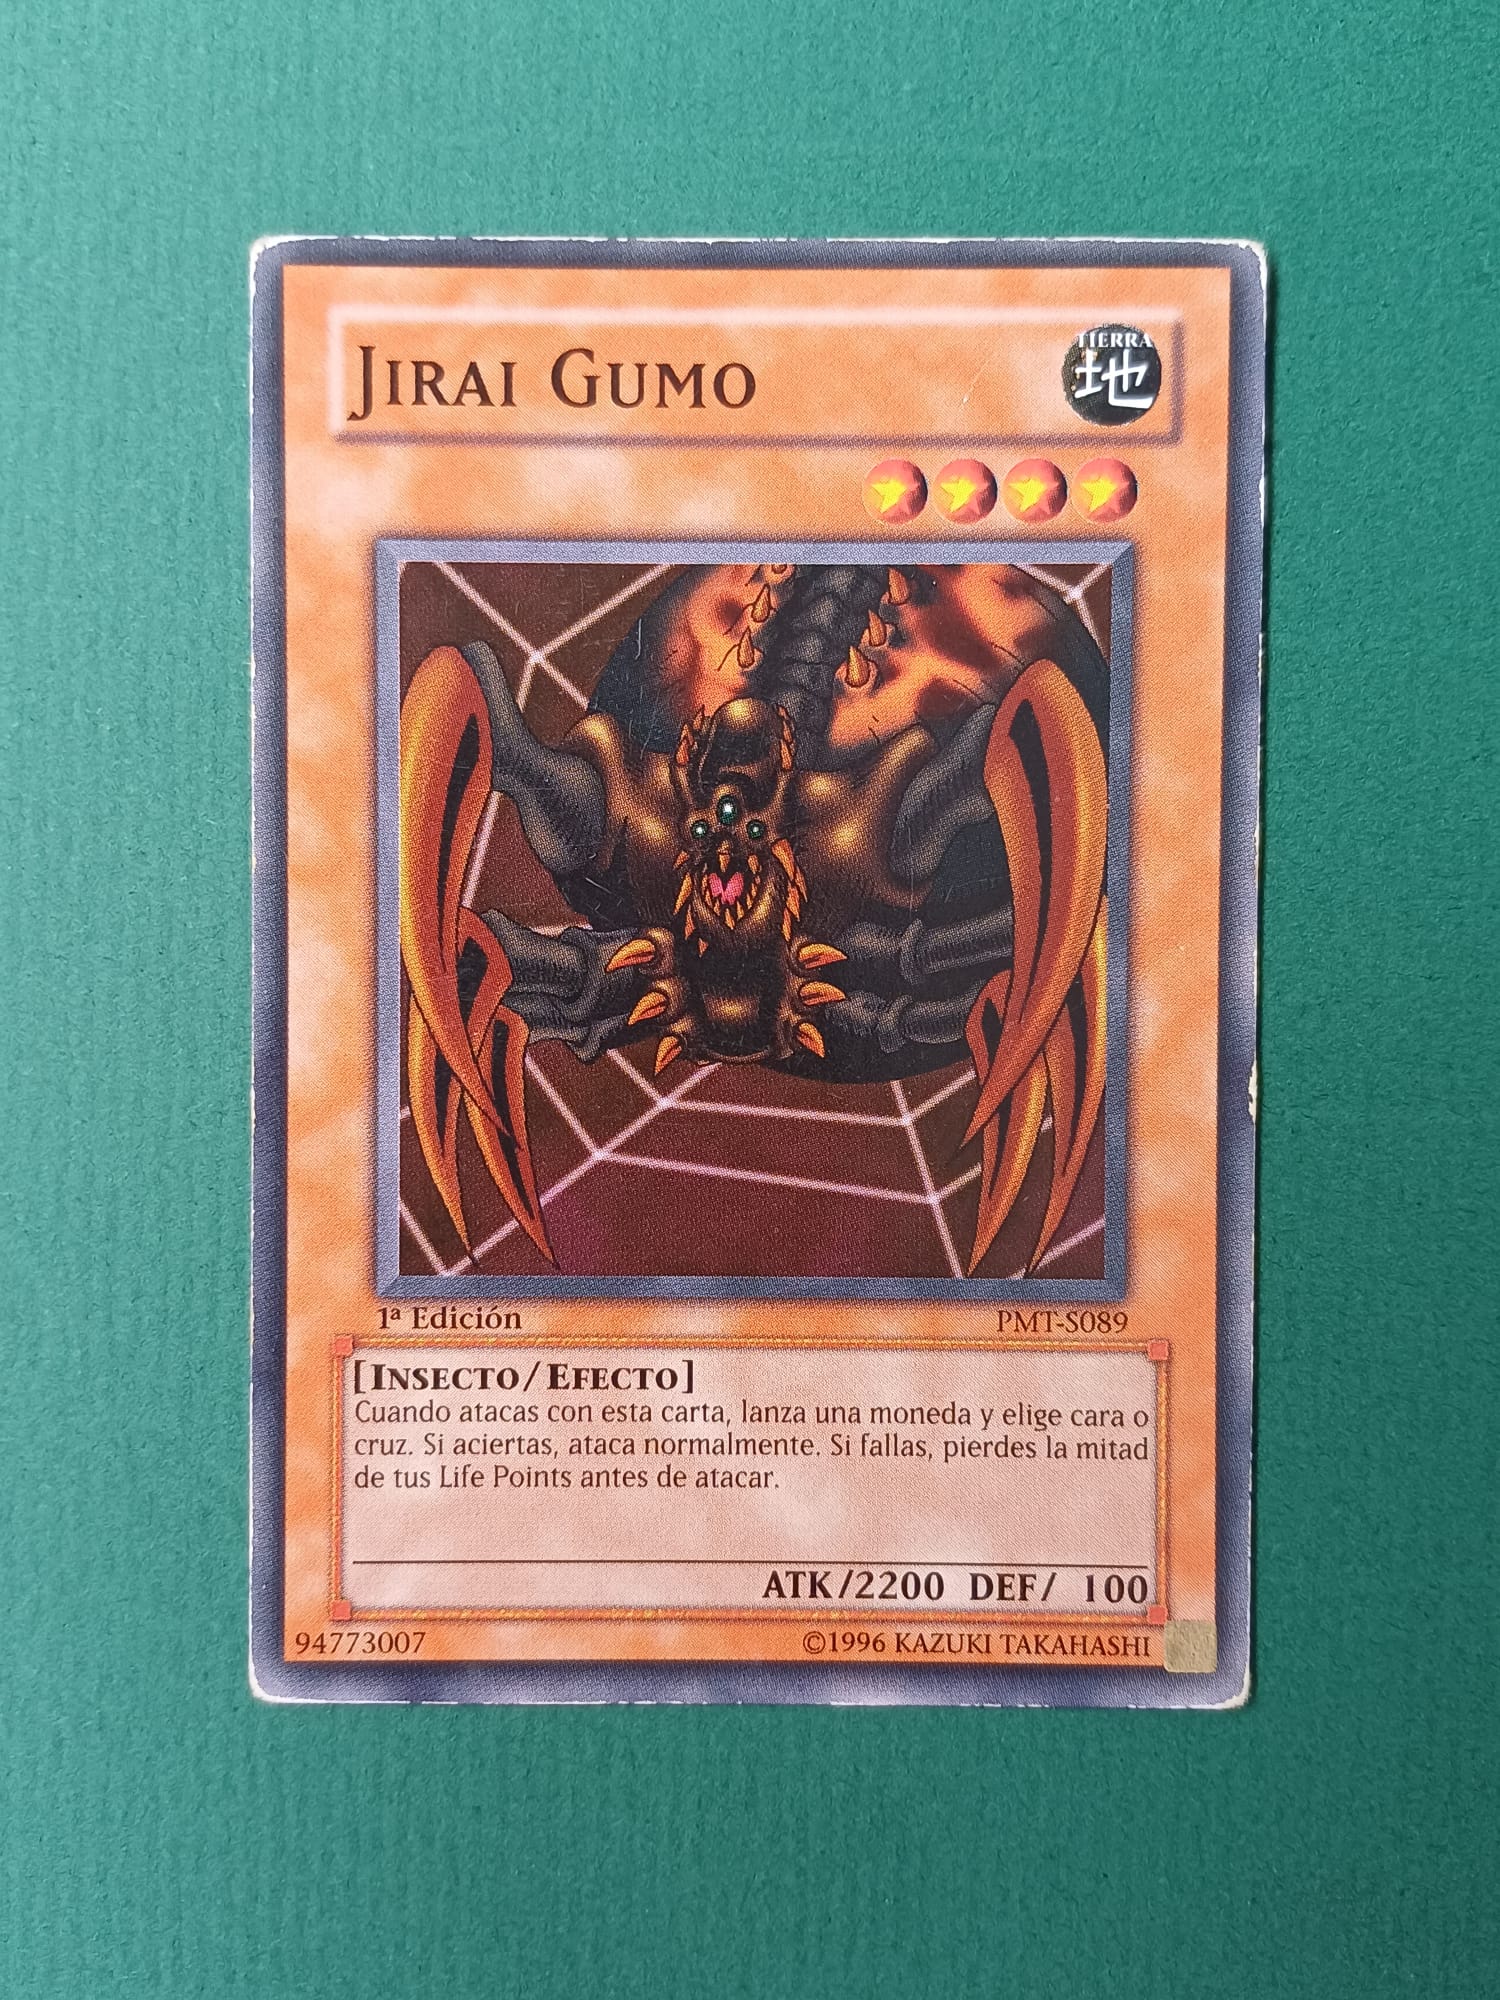 JIRAI GUMO
TIERRA
地
1ª Edición
PMT-S089
[INSECTO/EFECTO]
Cuando atacas con esta carta, lanza una moneda y elige cara o
cruz. Si aciertas, ataca normalmente. Si fallas, pierdes la mitad
de tus Life Points antes de atacar.
ATK/2200 DEF/ 100
94773007
©1996 KAZUKI TAKAHASHI